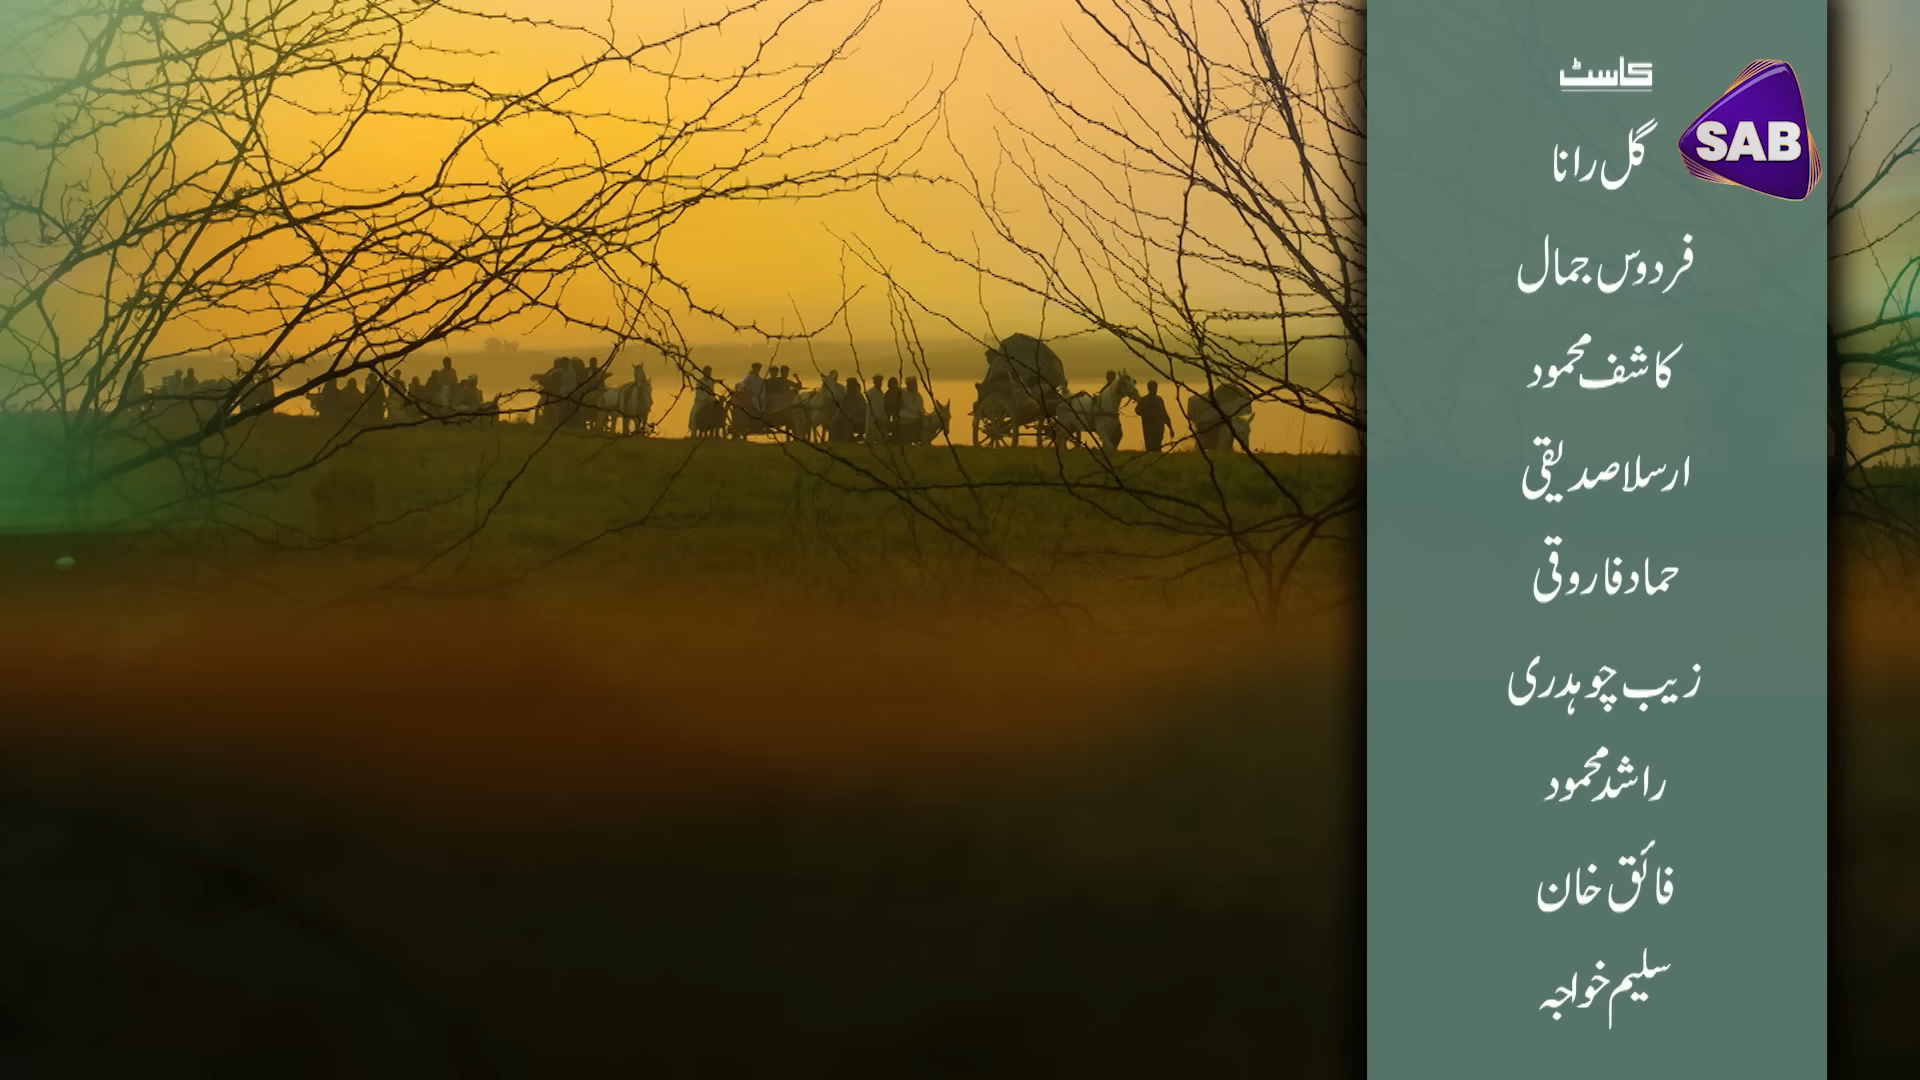 کاسٹ
SAB
گل رانا
فردوس جمال
کاشف محمود
ارسلا صدیقی
حماد فاروقی
زیب چوہدری
راشد محمود
فائق خان
سلیم خواجہ